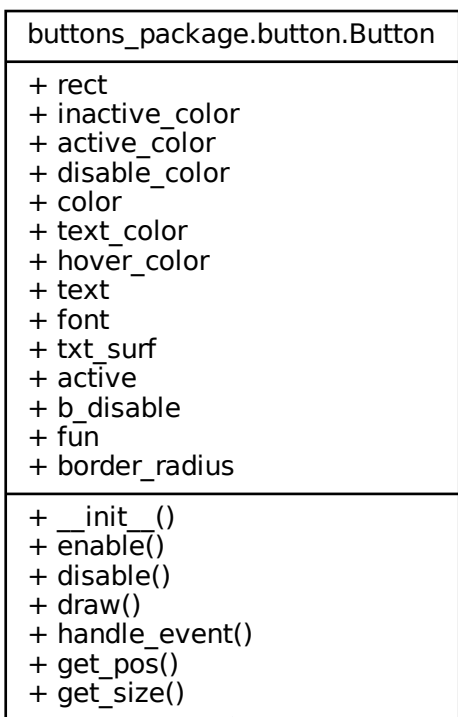 buttons_package.button.Button
+ rect
+ inactive_color
+ active_color
+ disable_color
+ color
+ text_color
+ hover_color
+ text
+ font
+ txt_surf
+ active
+ b_disable
+ fun
+ border_radius
+ __init__()
+ enable()
+ disable()
+ draw()
+ handle_event()
+ get_pos()
+ get_size()